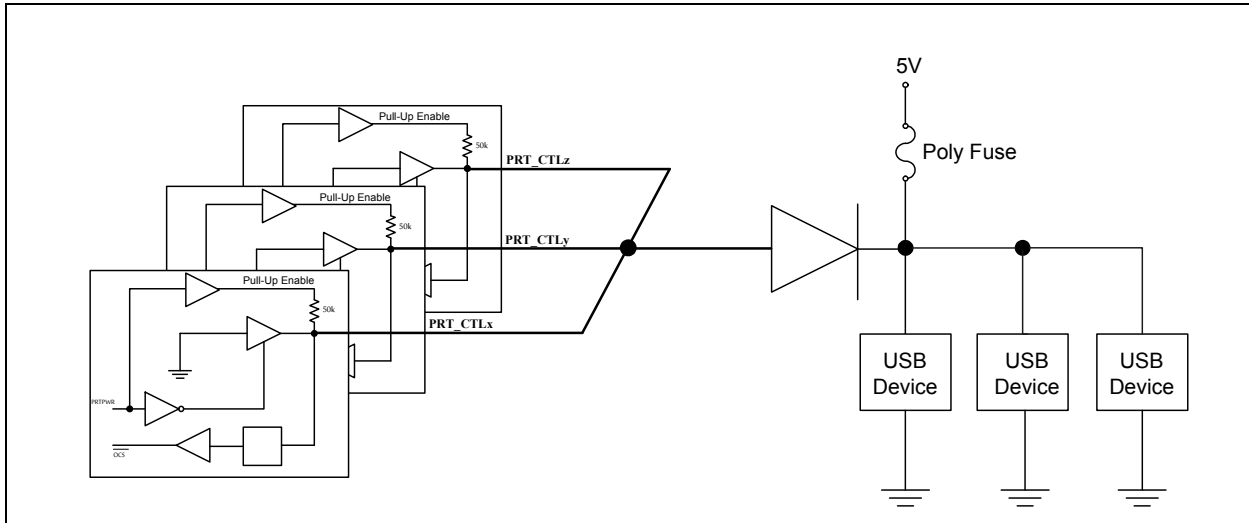 5V
Poly Fuse
Pull-Up Enable
50k
PRT_CTLz
Pull-Up Enable
50k
PRT_CTLy
Pull-Up Enable
50k
PRT_CTLx
PRTPWR
OCS
USB
Device
USB
Device
USB
Device